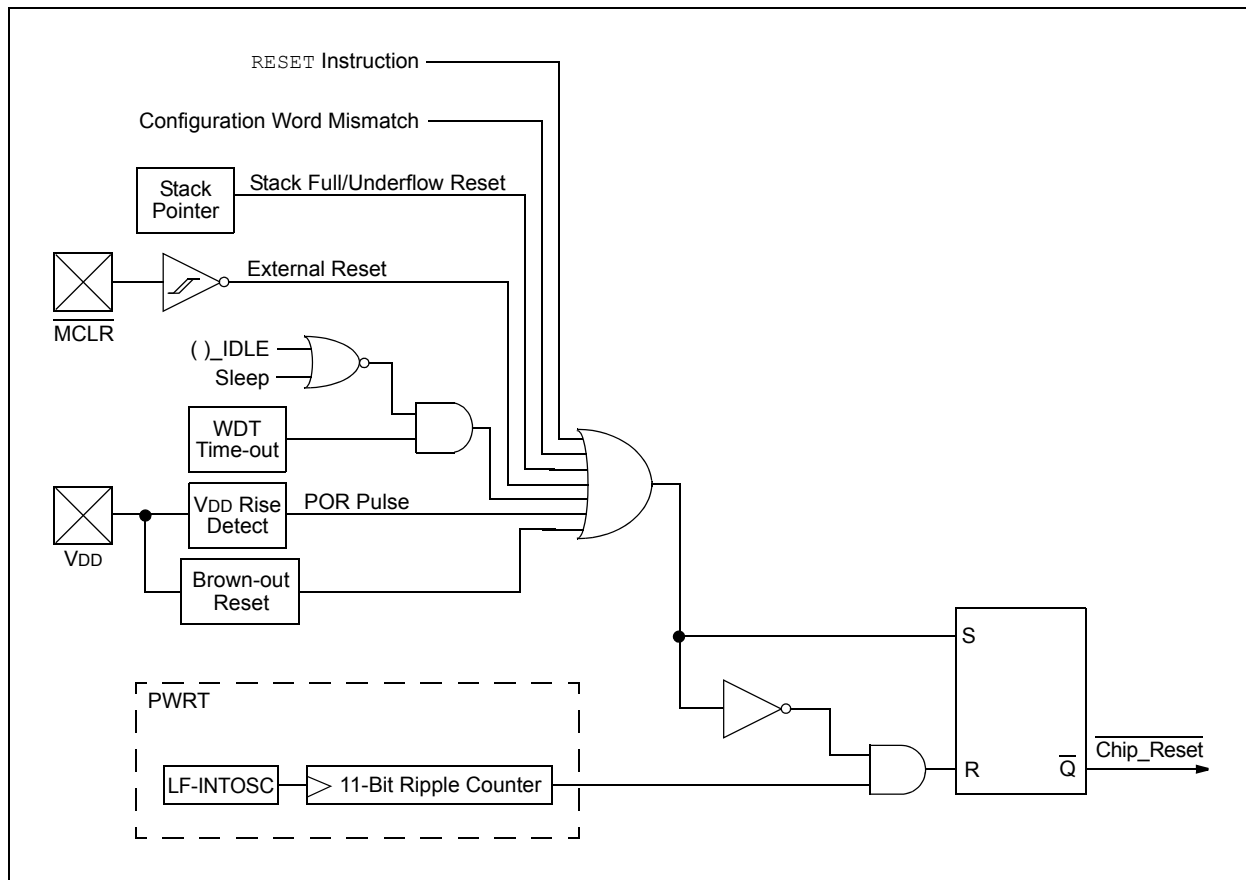 RESET Instruction
Configuration Word Mismatch
Stack
Pointer
Stack Full/Underflow Reset
External Reset
MCLR
( )_IDLE
Sleep
WDT
Time-out
VDD Rise
Detect
POR Pulse
VDD
Brown-out
Reset
S
PWRT
Chip_Reset
R
Q
LF-INTOSC
11-Bit Ripple Counter